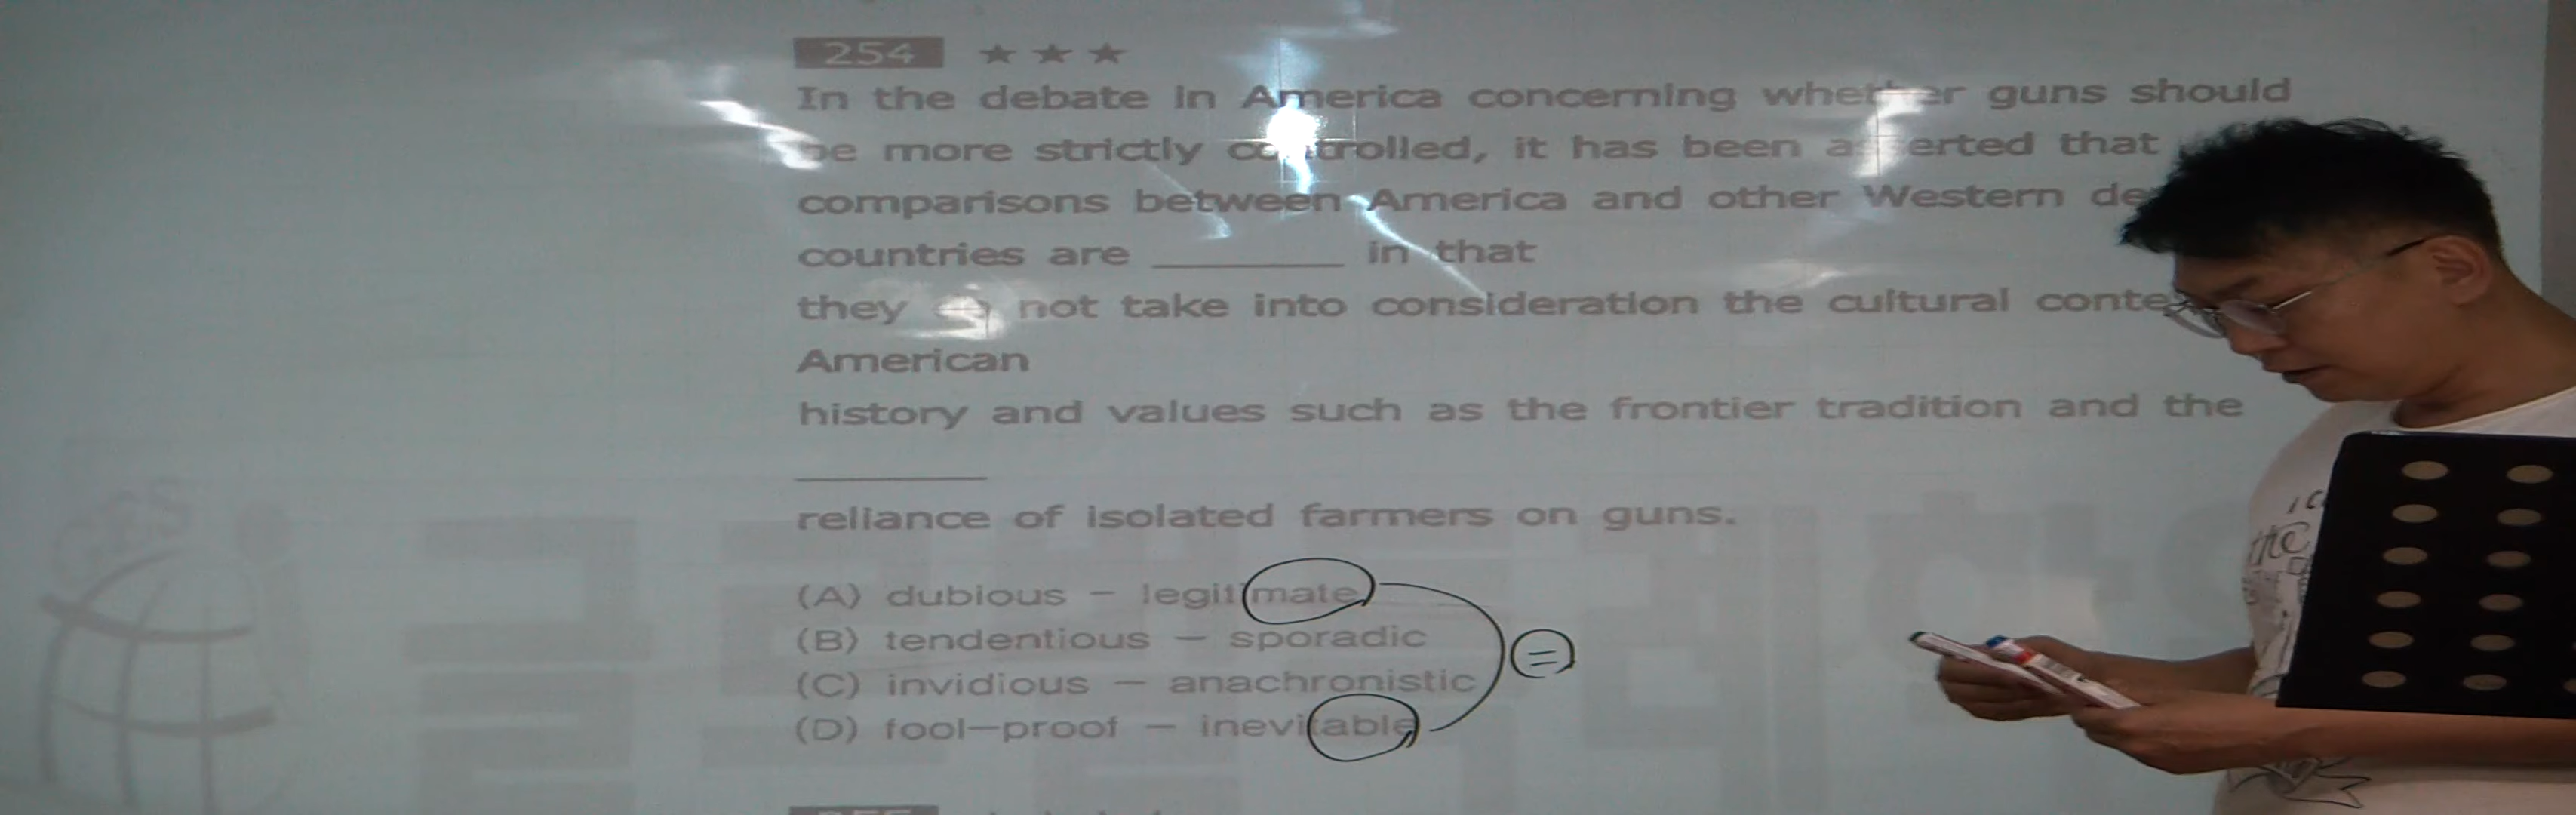 254 ★★★
In the debate in America concerning whether guns should
be more strictly controlled, it has been asserted that
comparisons between America and other Western
countries are ________ in that
they not take into consideration the cultural
American
history and values such as the frontier tradition and the
________
reliance of isolated farmers on guns.
(A) dubious – legitimate
(B) tendentious – sporadic
(C) invidious – anachronistic
(D) fool–proof – inevitable
=